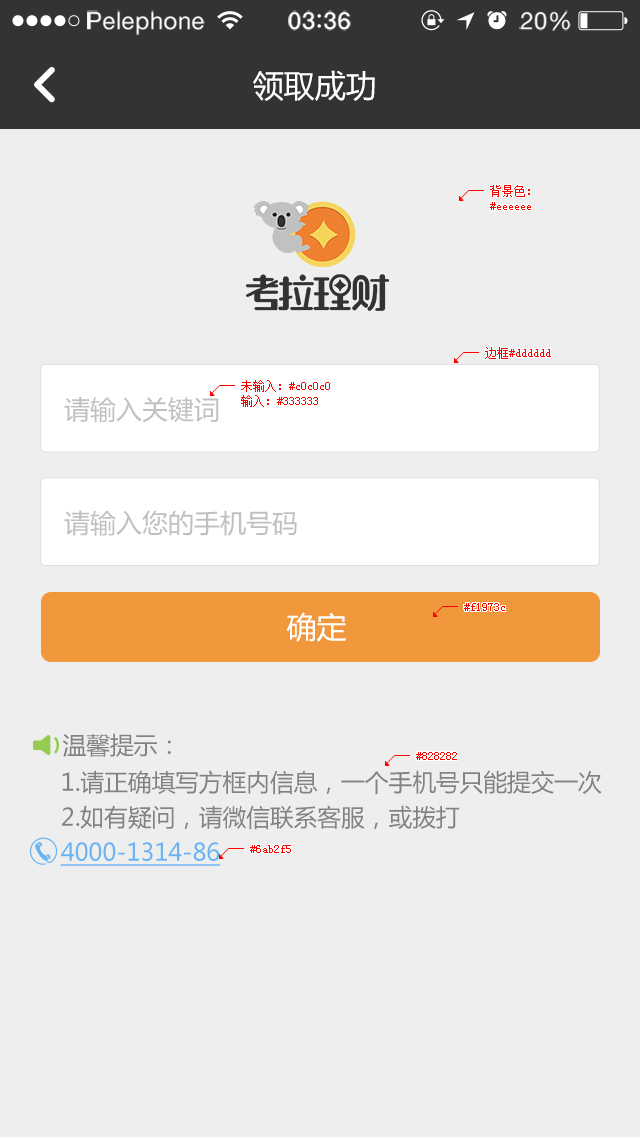 Pelephone 03:36 20%
领取成功
背景色：
#eeeeee
考拉理财
边框#dddddd
请输入关键词
未输入：#c0c0c0
输入：#333333
请输入您的手机号码
确定
#f1973c
温馨提示：
#828282
1.请正确填写方框内信息，一个手机号只能提交一次
2.如有疑问，请微信联系客服，或拨打
4000-1314-86
#6ab2f5